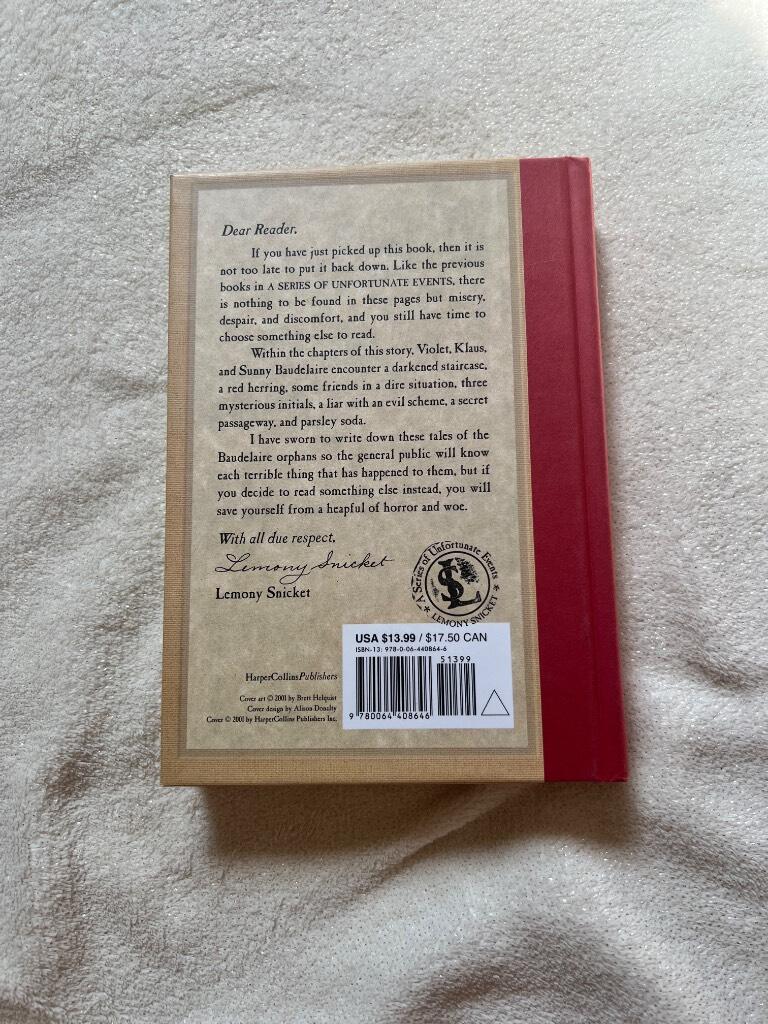 Dear Reader,
If you have just picked up this book, then it is
not too late to put it back down. Like the previous
books in A SERIES OF UNFORTUNATE EVENTS, there
is nothing to be found in these pages but misery,
despair, and discomfort, and you still have time to
choose something else to read.
Within the chapters of this story, Violet, Klaus,
and Sunny Baudelaire encounter a darkened staircase,
a red herring, some friends in a dire situation, three
mysterious initials, a liar with an evil scheme, a secret
passageway, and parsley soda.
I have sworn to write down these tales of the
Baudelaire orphans so the general public will know
each terrible thing that has happened to them, but if
you decide to read something else instead, you will
save yourself from a heapful of horror and woe.
With all due respect,
Lemony Snicket
Lemony Snicket
A Series of Unfortunate Events
LS
★ LEMONY SNICKET ★
USA $13.99 / $17.50 CAN
ISBN-13: 978-0-06-440864-6
51399
9 780064 408646
HarperCollinsPublishers
Cover art © 2001 by Brett Helquist
Cover design by Alison Donalty
Cover © 2001 by HarperCollins Publishers Inc.